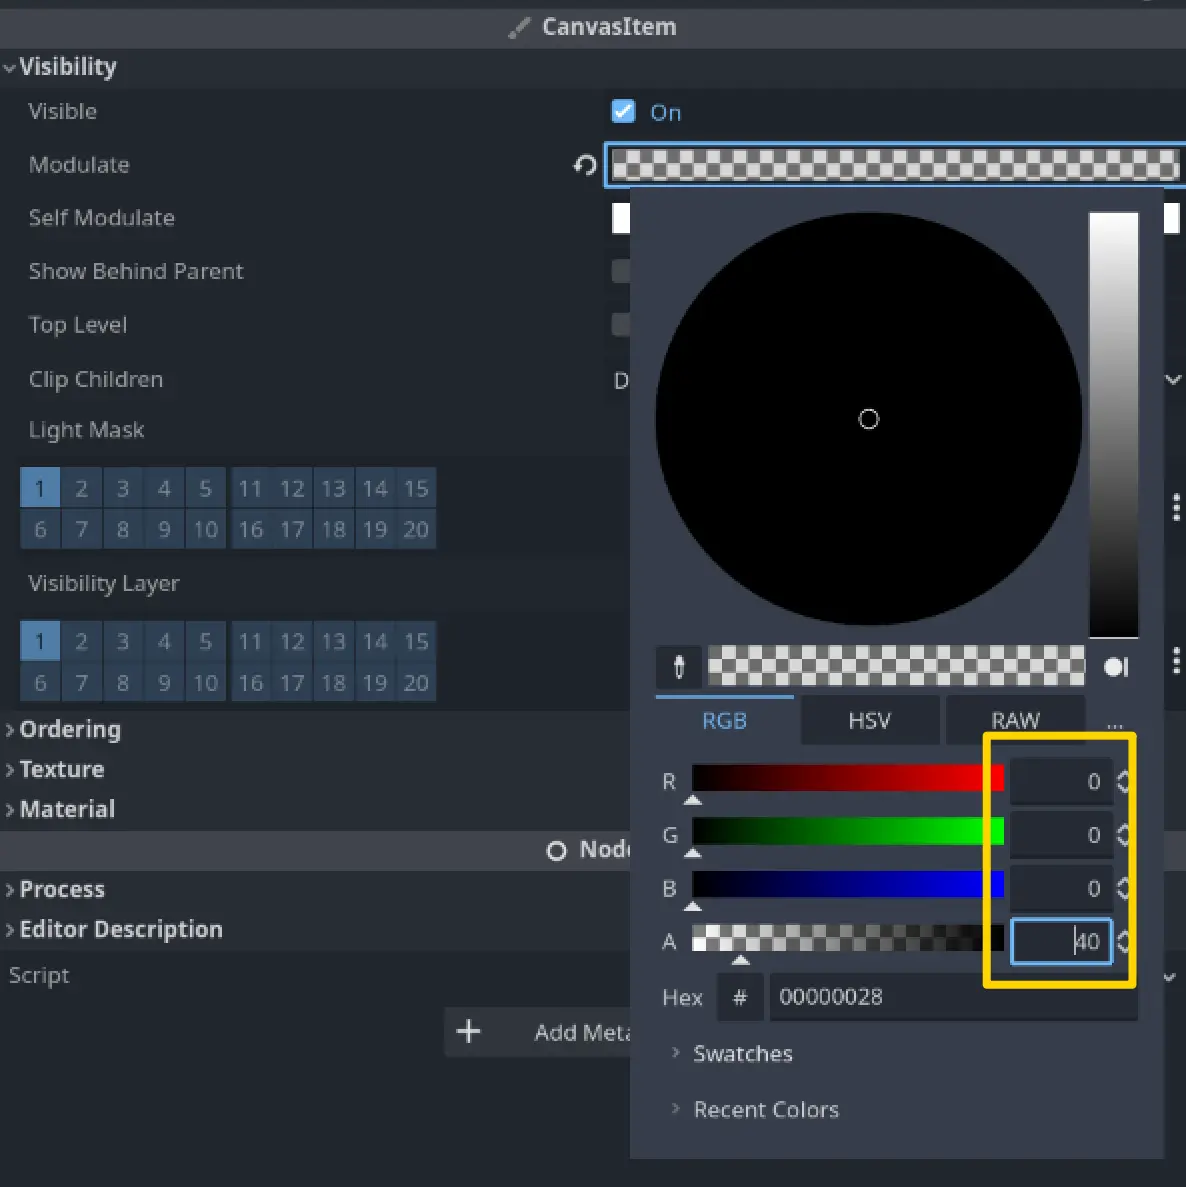 CanvasItem
Visibility
Visible
On
Modulate
Self Modulate
Show Behind Parent
Top Level
Clip Children
D
Light Mask
1 2 3 4 5 11 12 13 14 15
6 7 8 9 10 16 17 18 19 20
Visibility Layer
1 2 3 4 5 11 12 13 14 15
6 7 8 9 10 16 17 18 19 20
Ordering
Texture
Material
Node
Process
Editor Description
Script
Add Meta
RGB HSV RAW ...
R 0
G 0
B 0
A 40
Hex # 00000028
Swatches
Recent Colors